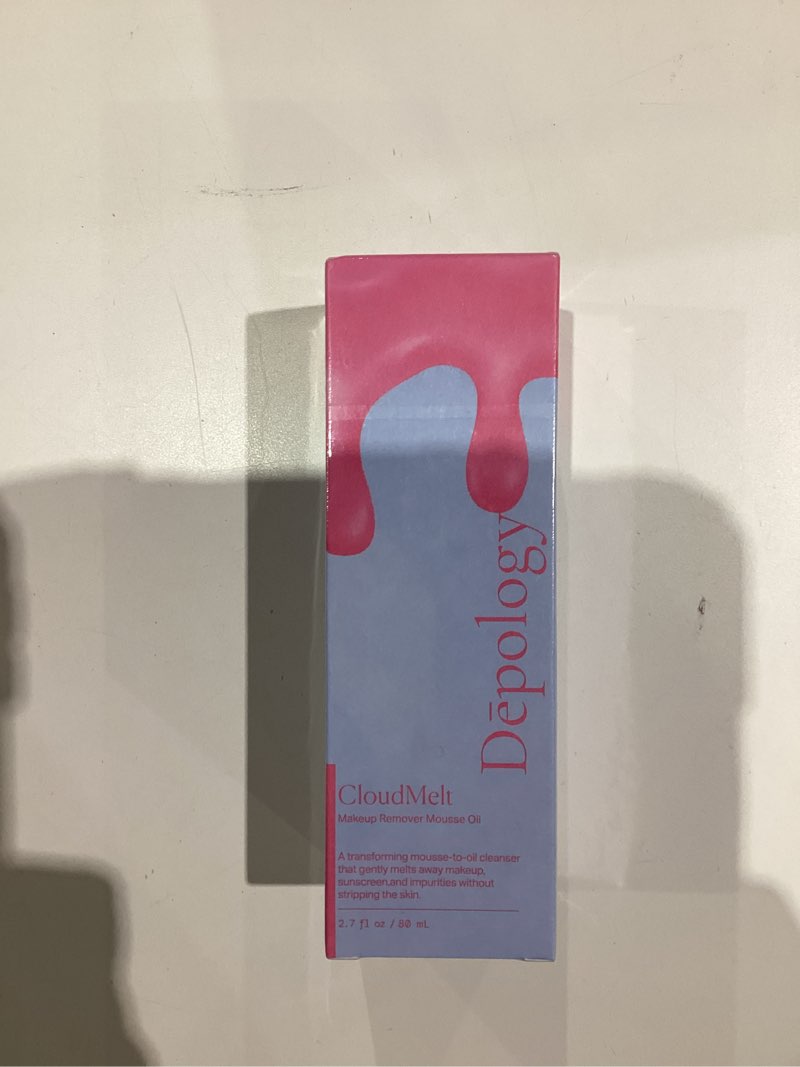 Dēpology
CloudMelt
Makeup Remover Mousse Oil
A transforming mousse-to-oil cleanser
that gently melts away makeup,
sunscreen,and impurities without
stripping the skin.
2.7 fl oz / 80 mL